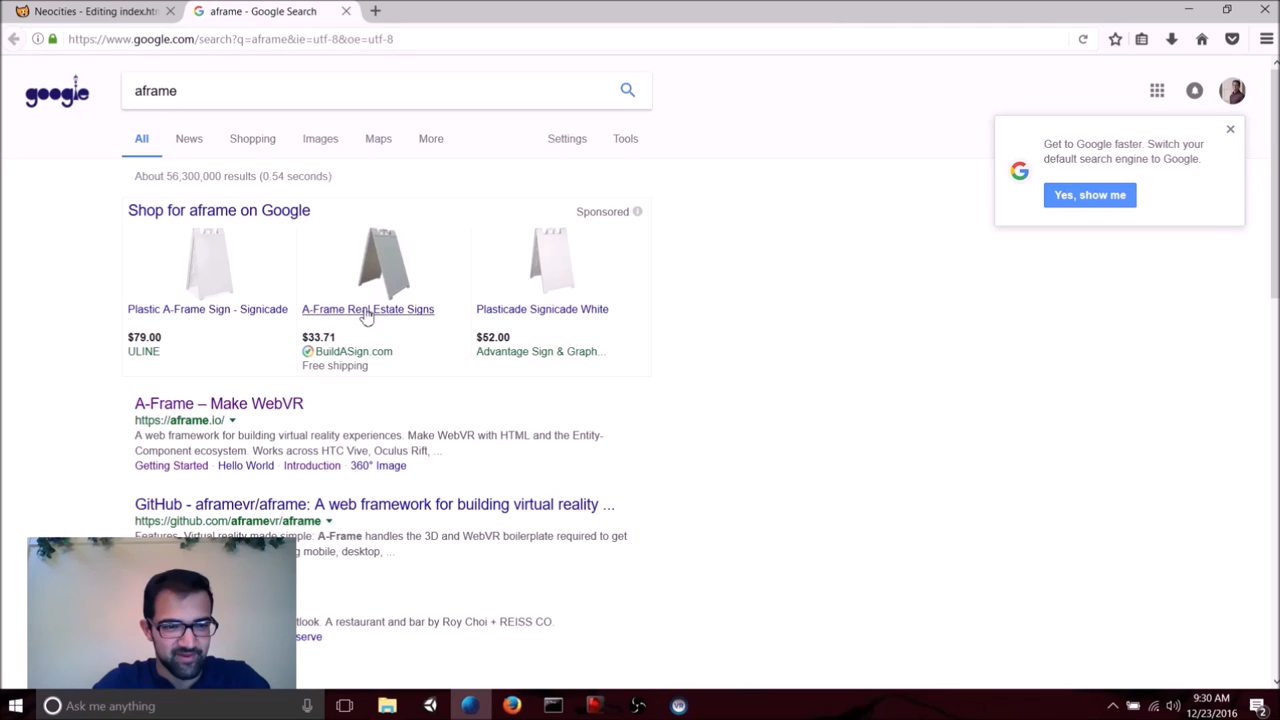 Neocities - Editing index.ht
aframe - Google Search
https://www.google.com/search?q=aframe&ie=utf-8&oe=utf-8
google
aframe
All
News
Shopping
Images
Maps
More
Settings
Tools
Get to Google faster. Switch your
default search engine to Google.
Yes, show me
About 56,300,000 results (0.54 seconds)
Shop for aframe on Google
Sponsored
Plastic A-Frame Sign - Signicade
$79.00
ULINE
A-Frame Real Estate Signs
$33.71
BuildASign.com
Free shipping
Plasticade Signicade White
$52.00
Advantage Sign & Graph...
A-Frame – Make WebVR
https://aframe.io/
A web framework for building virtual reality experiences. Make WebVR with HTML and the Entity-
Component ecosystem. Works across HTC Vive, Oculus Rift, ...
Getting Started · Hello World · Introduction · 360° Image
GitHub - aframevr/aframe: A web framework for building virtual reality ...
https://github.com/aframevr/aframe
Features. Virtual reality made simple: A-Frame handles the 3D and WebVR boilerplate required to get
mobile, desktop, ...
tlook. A restaurant and bar by Roy Choi + REISS CO.
serve
Ask me anything
VR
9:30 AM
12/23/2016
2